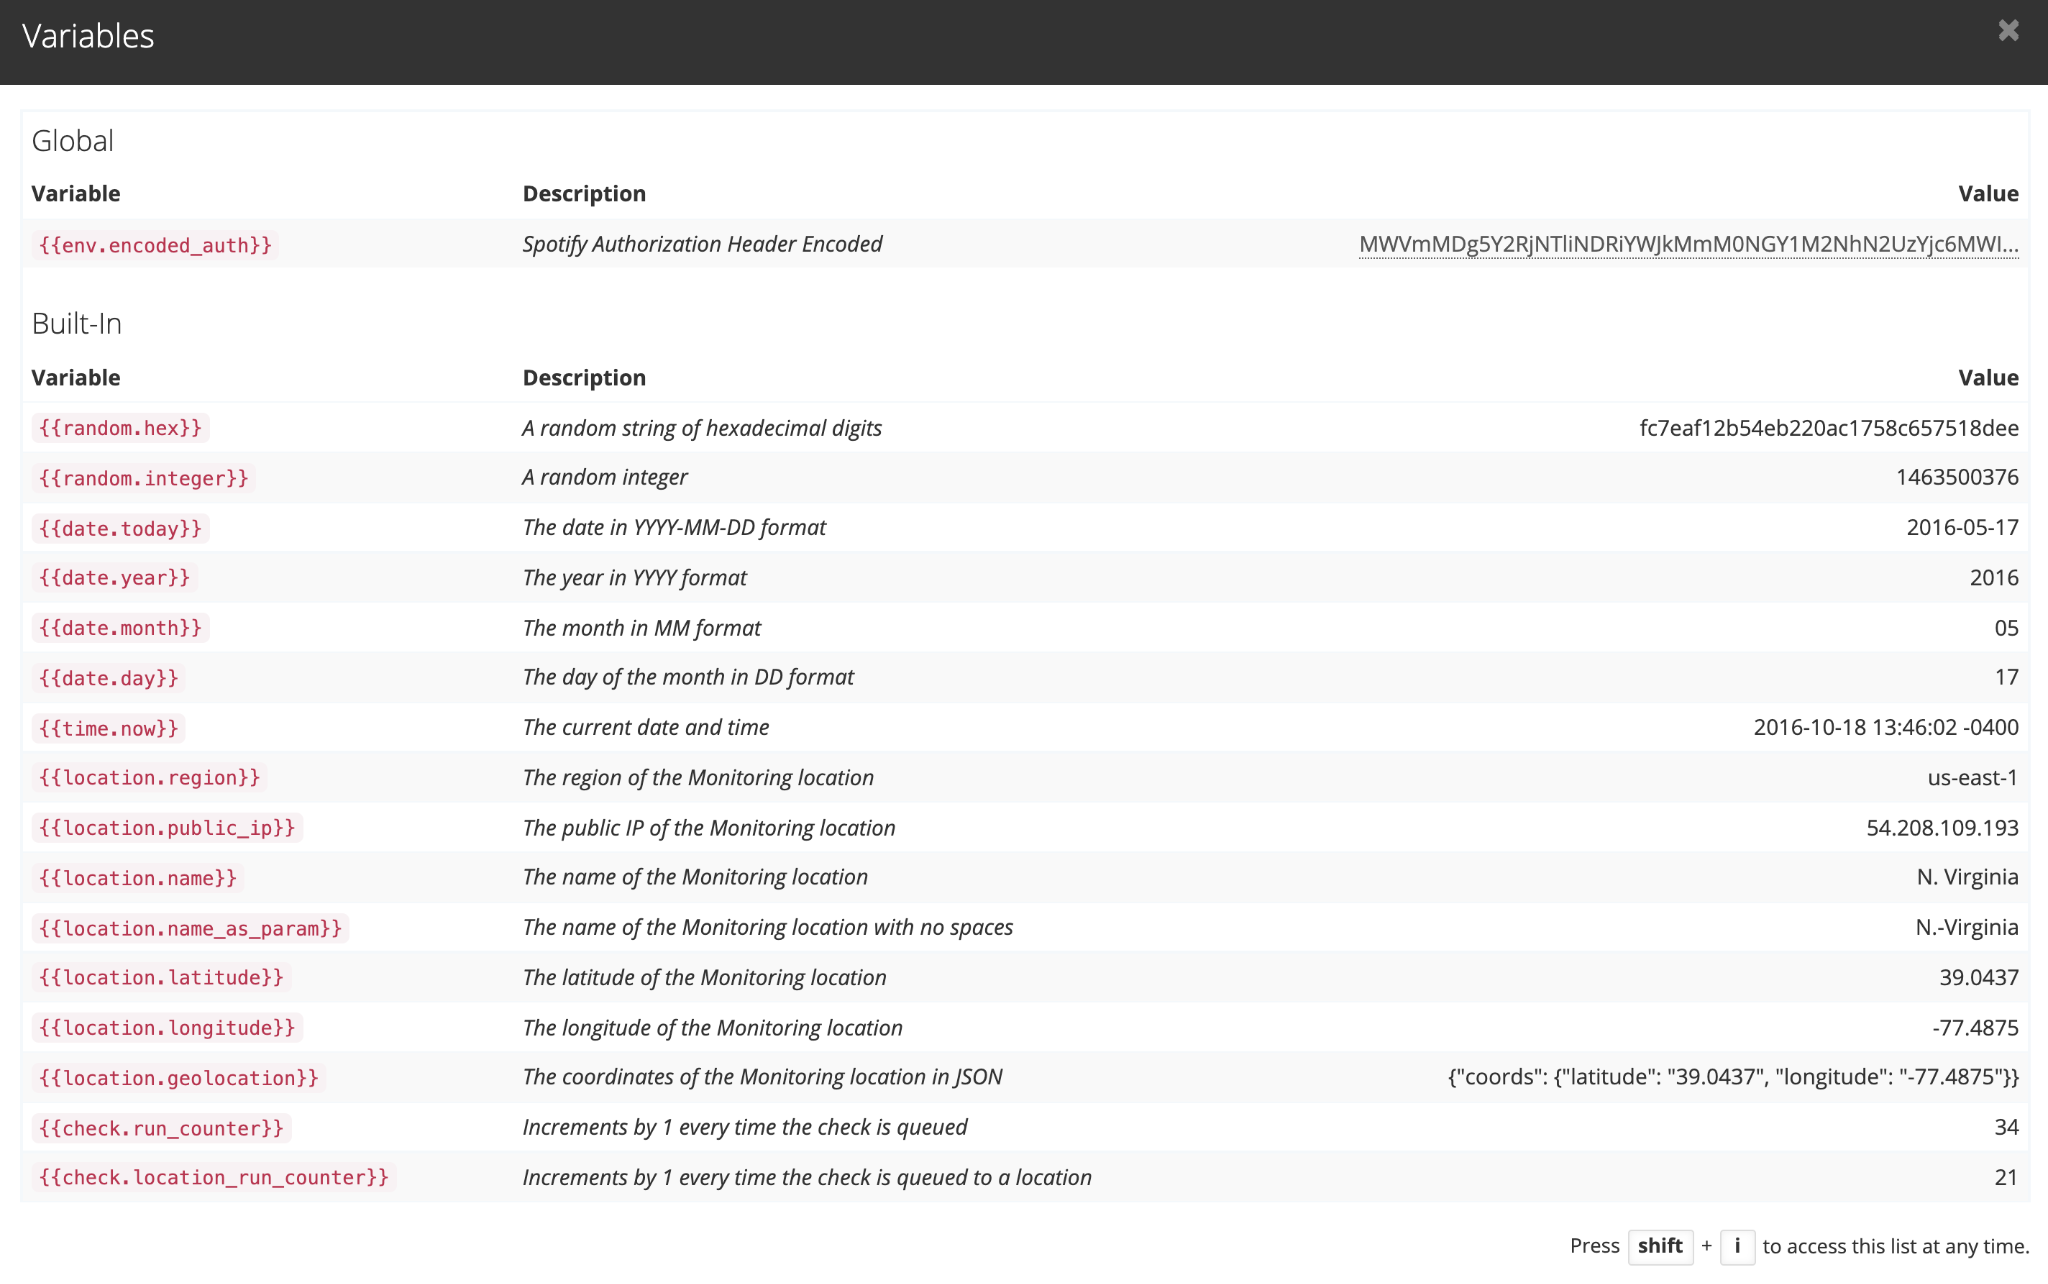 Variables
Global
Variable Description Value
{{env.encoded_auth}} Spotify Authorization Header Encoded MWVmMDg5Y2RjNTliNDRiYWJkMmM0NGY1M2NhN2UzYjc6MWI...
Built-In
Variable Description Value
{{random.hex}} A random string of hexadecimal digits fc7eaf12b54eb220ac1758c657518dee
{{random.integer}} A random integer 1463500376
{{date.today}} The date in YYYY-MM-DD format 2016-05-17
{{date.year}} The year in YYYY format 2016
{{date.month}} The month in MM format 05
{{date.day}} The day of the month in DD format 17
{{time.now}} The current date and time 2016-10-18 13:46:02 -0400
{{location.region}} The region of the Monitoring location us-east-1
{{location.public_ip}} The public IP of the Monitoring location 54.208.109.193
{{location.name}} The name of the Monitoring location N. Virginia
{{location.name_as_param}} The name of the Monitoring location with no spaces N.-Virginia
{{location.latitude}} The latitude of the Monitoring location 39.0437
{{location.longitude}} The longitude of the Monitoring location -77.4875
{{location.geolocation}} The coordinates of the Monitoring location in JSON {"coords": {"latitude": "39.0437", "longitude": "-77.4875"}}
{{check.run_counter}} Increments by 1 every time the check is queued 34
{{check.location_run_counter}} Increments by 1 every time the check is queued to a location 21
Press shift + i to access this list at any time.